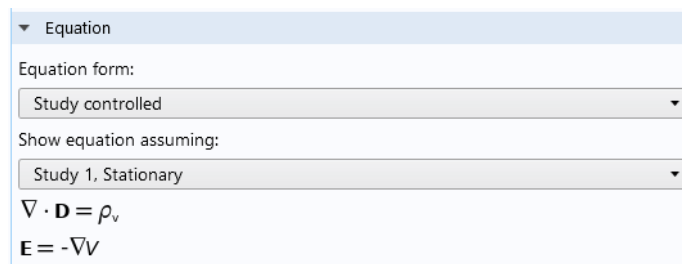 Equation
Equation form:
Study controlled
Show equation assuming:
Study 1, Stationary
∇ · D = ρᵥ
E = -∇V